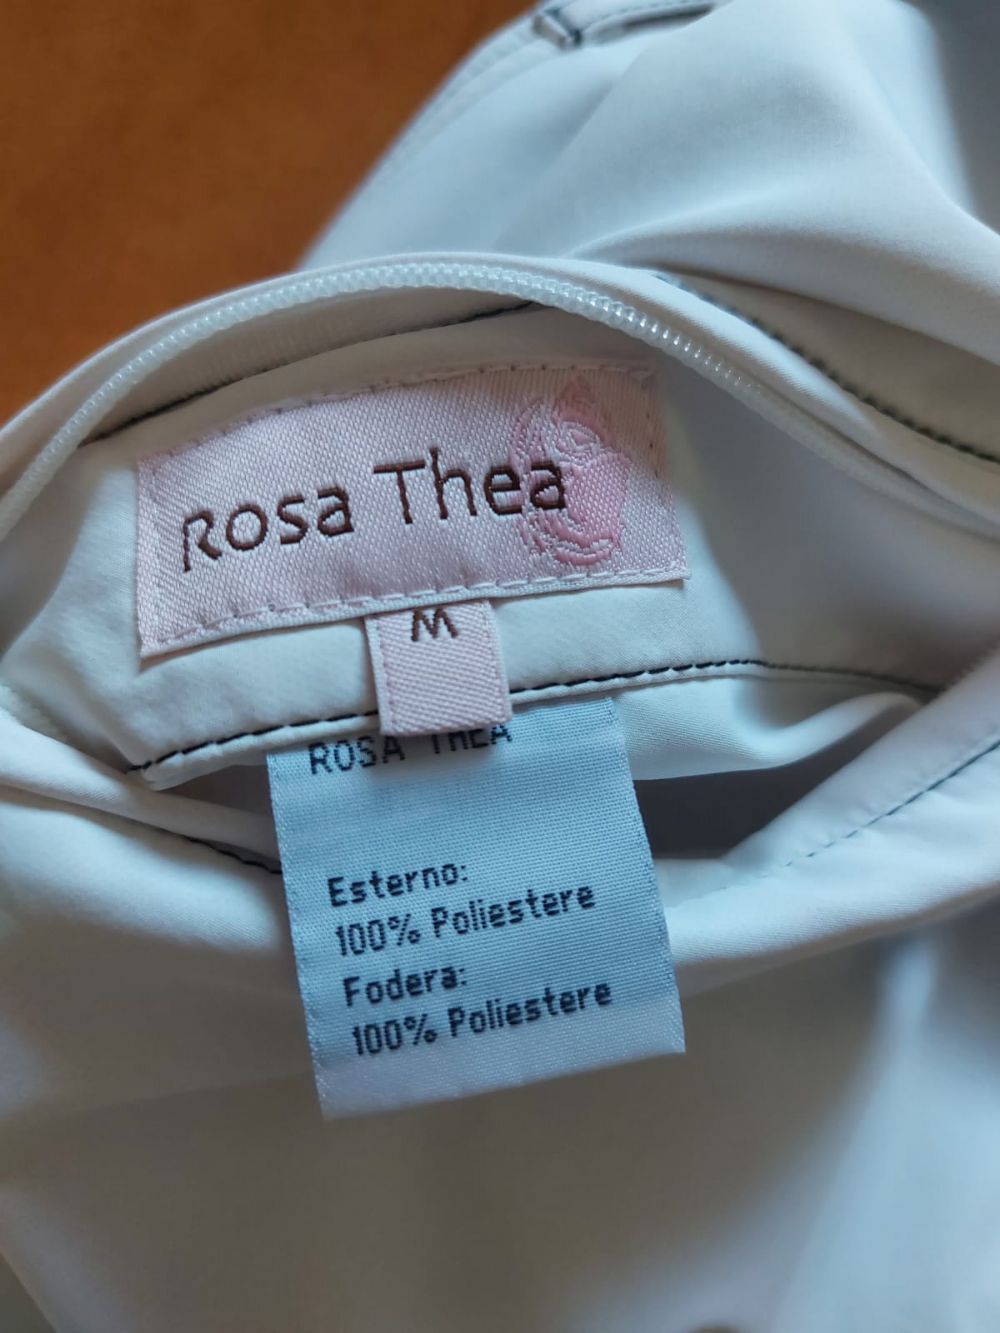 Rosa Thea
M
ROSA THEA
Esterno:
100% Poliestere
Fodera:
100% Poliestere